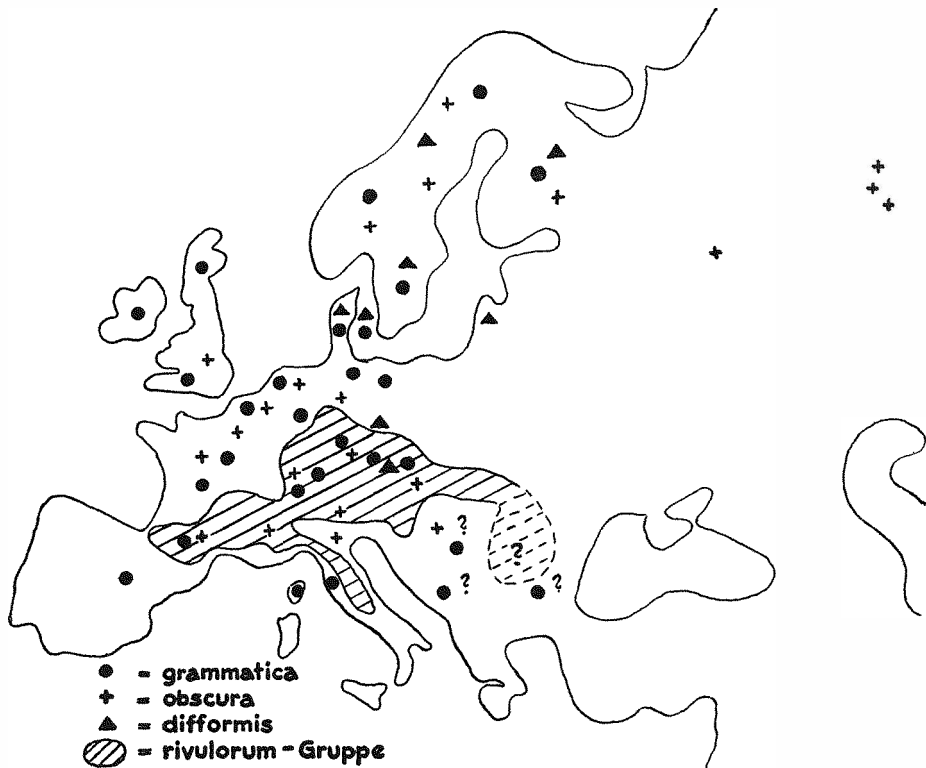 ?
?
?
?
● = grammatica
+ = obscura
▲ = difformis
= rivulorum-Gruppe